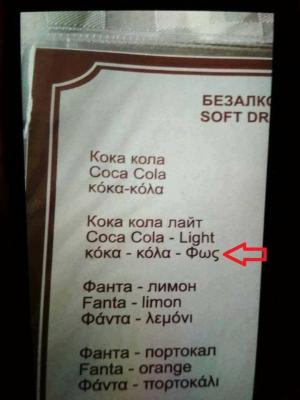 БЕЗАЛКО
SOFT DR
Кока кола
Coca Cola
κόκα-κόλα
Кока кола лайт
Coca Cola - Light
κόκα - κόλα - Φως
Фанта - лимон
Fanta - limon
Φάντα - λεμόνι
Фанта - портокал
Fanta - orange
Φάντα - πορτοκάλι